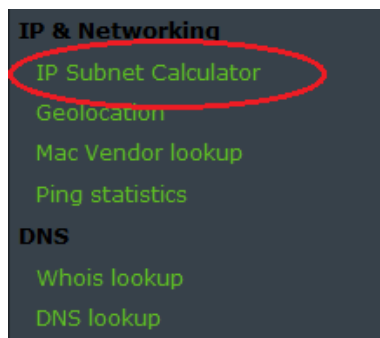 IP & Networking
IP Subnet Calculator
Geolocation
Mac Vendor lookup
Ping statistics
DNS
Whois lookup
DNS lookup